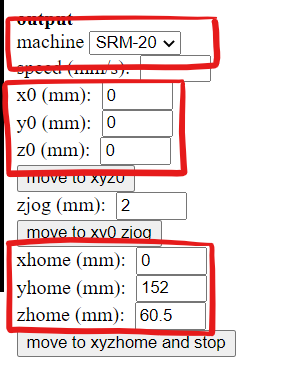 output
machine SRM-20
speed (mm/s):
x0 (mm): 0
y0 (mm): 0
z0 (mm): 0
move to xyz0
zjog (mm): 2
move to xy0 zjog
xhome (mm): 0
yhome (mm): 152
zhome (mm): 60.5
move to xyzhome and stop